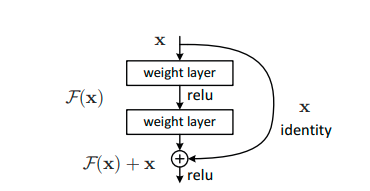 x
weight layer
relu
F(x)
weight layer
x
identity
F(x) + x
+
relu